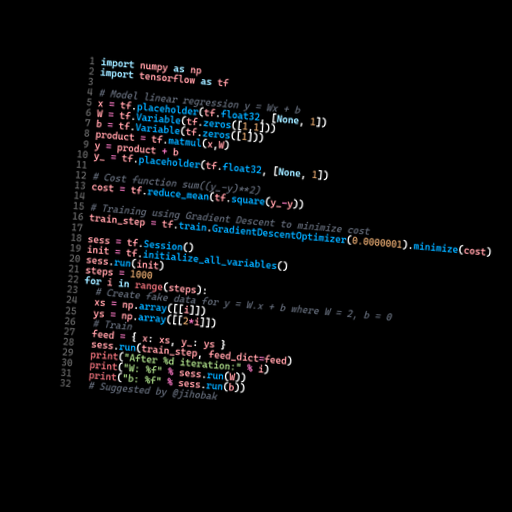 1 import numpy as np
2 import tensorflow as tf
3
4 # Model linear regression y = Wx + b
5 x = tf.placeholder(tf.float32, [None, 1])
6 W = tf.Variable(tf.zeros([1,1]))
7 b = tf.Variable(tf.zeros([1]))
8 product = tf.matmul(x,W)
9 y = product + b
10 y_ = tf.placeholder(tf.float32, [None, 1])
11
12 # Cost function sum((y_-y)**2)
13 cost = tf.reduce_mean(tf.square(y_-y))
14
15 # Training using Gradient Descent to minimize cost
16 train_step = tf.train.GradientDescentOptimizer(0.0000001).minimize(cost)
17
18 sess = tf.Session()
19 init = tf.initialize_all_variables()
20 sess.run(init)
21 steps = 1000
22 for i in range(steps):
23   # Create fake data for y = W.x + b where W = 2, b = 0
24   xs = np.array([[i]])
25   ys = np.array([[2*i]])
26   # Train
27   feed = { x: xs, y_: ys }
28   sess.run(train_step, feed_dict=feed)
29   print("After %d iteration:" % i)
30   print("W: %f" % sess.run(W))
31   print("b: %f" % sess.run(b))
32   # Suggested by @jihobak